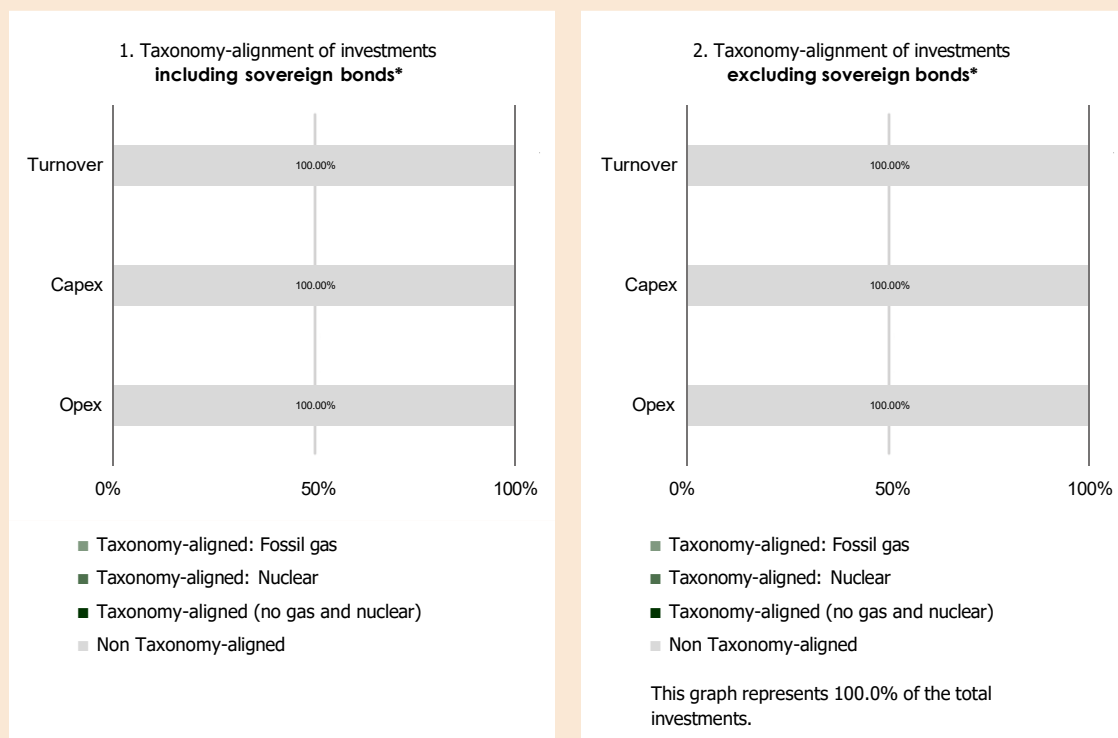 1. Taxonomy-alignment of investments
including sovereign bonds*
Turnover
100.00%
Capex
100.00%
Opex
100.00%
0%
50%
100%
Taxonomy-aligned: Fossil gas
Taxonomy-aligned: Nuclear
Taxonomy-aligned (no gas and nuclear)
Non Taxonomy-aligned
2. Taxonomy-alignment of investments
excluding sovereign bonds*
Turnover
100.00%
Capex
100.00%
Opex
100.00%
0%
50%
100%
Taxonomy-aligned: Fossil gas
Taxonomy-aligned: Nuclear
Taxonomy-aligned (no gas and nuclear)
Non Taxonomy-aligned
This graph represents 100.0% of the total
investments.